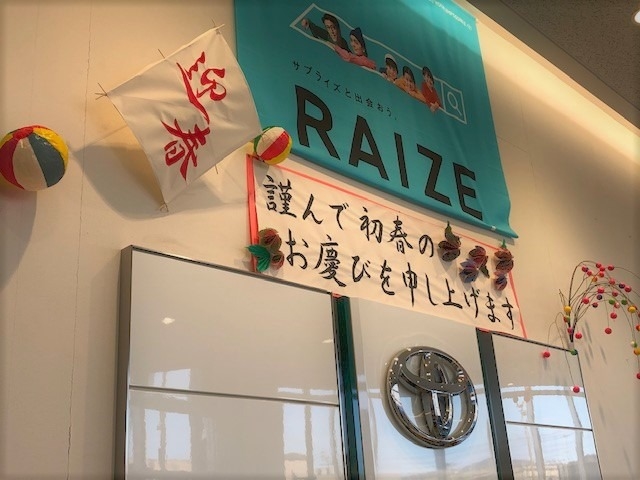 サプライズと出会おう。
RAIZE
迎春
謹んで初春の
お慶びを申し上げます